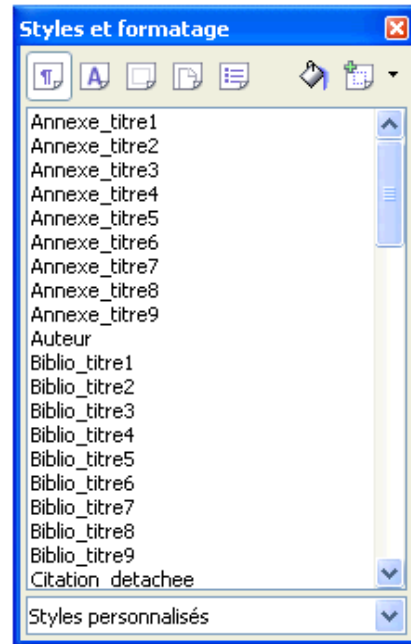 Styles et formatage
Annexe_titre1
Annexe_titre2
Annexe_titre3
Annexe_titre4
Annexe_titre5
Annexe_titre6
Annexe_titre7
Annexe_titre8
Annexe_titre9
Auteur
Biblio_titre1
Biblio_titre2
Biblio_titre3
Biblio_titre4
Biblio_titre5
Biblio_titre6
Biblio_titre7
Biblio_titre8
Biblio_titre9
Citation_detachee
Styles personnalisés